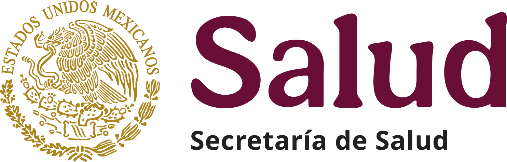 ESTADOS UNIDOS MEXICANOS
Salud
Secretaría de Salud